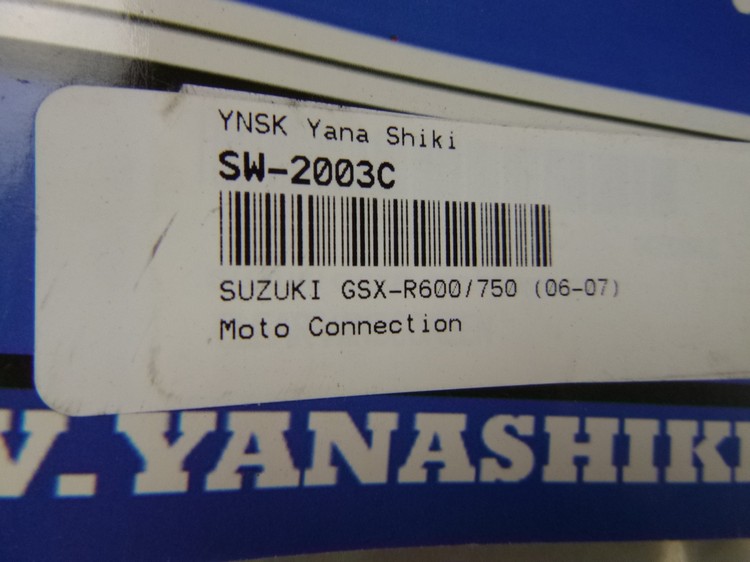 YNSK Yana Shiki
SW-2003C
SUZUKI GSX-R600/750 (06-07)
Moto Connection
.YANASHIKI